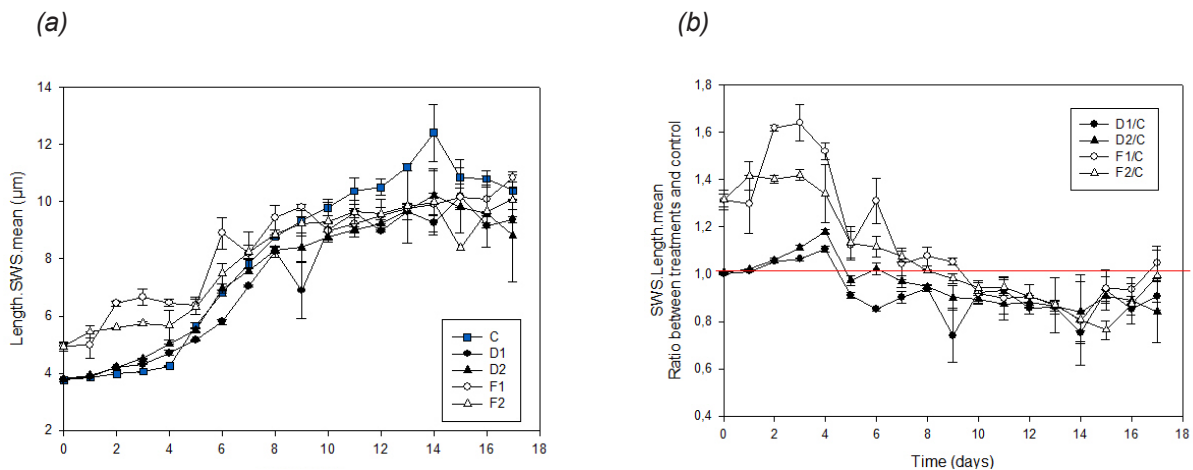 (a)
(b)
Length.SWS.mean (µm)
14
12
10
8
6
4
2
0 2 4 6 8 10 12 14 16 18
C
D1
D2
F1
F2
SWS.Length.mean
Ratio between treatments and control
1,8
1,6
1,4
1,2
1,0
0,8
0,6
0,4
0 2 4 6 8 10 12 14 16 18
Time (days)
D1/C
D2/C
F1/C
F2/C